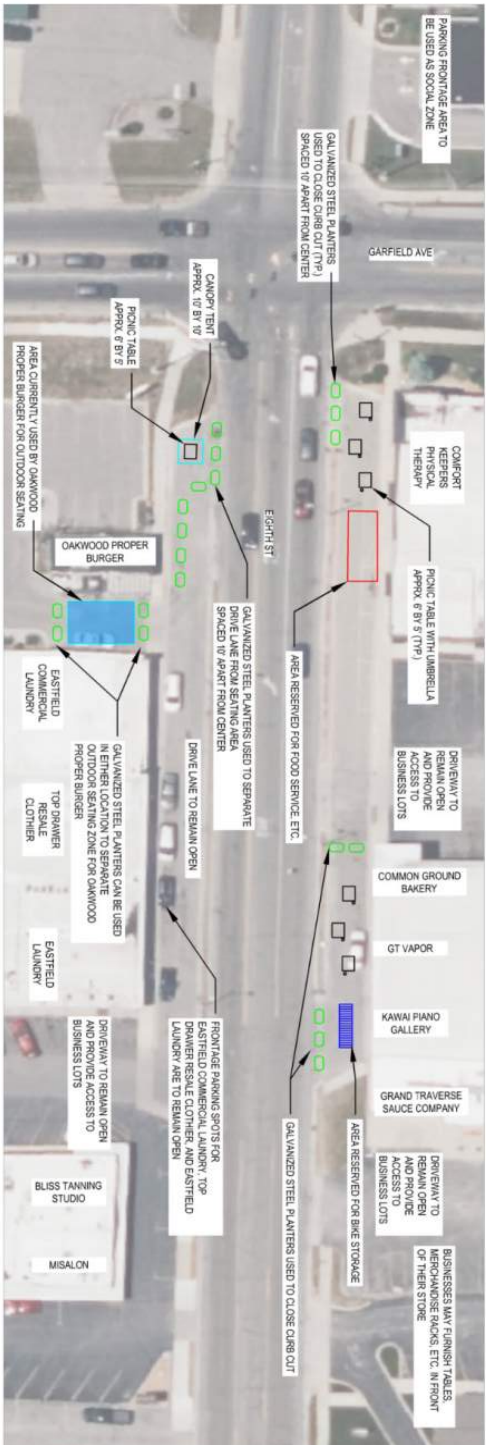 PARKING FRONTAGE AREA TO
BE USED AS SOCIAL ZONE
GALVANIZED STEEL PLANTERS
USED TO CLOSE CURB CUT (TYP.)
SPACED 10' APART FROM CENTER
GARFIELD AVE
CANOPY TENT
APPRX. 10' BY 10'
PICNIC TABLE
APPRX. 6' BY 5'
AREA CURRENTLY USED BY OAKWOOD
PROPER BURGER FOR OUTDOOR SEATING
COMFORT
KEEPERS
PHYSICAL
THERAPY
PICNIC TABLE WITH UMBRELLA
APPRX. 6' BY 5' (TYP.)
EIGHTH ST
OAKWOOD PROPER
BURGER
AREA RESERVED FOR FOOD SERVICE, ETC.
GALVANIZED STEEL PLANTERS USED TO SEPARATE
DRIVE LANE FROM SEATING AREA
SPACED 10' APART FROM CENTER
DRIVEWAY TO
REMAIN OPEN
AND PROVIDE
ACCESS TO
BUSINESS LOTS
DRIVE LANE TO REMAIN OPEN
GALVANIZED STEEL PLANTERS CAN BE USED
IN EITHER LOCATION TO SEPARATE
OUTDOOR SEATING ZONE FOR OAKWOOD
PROPER BURGER
EASTFIELD
COMMERCIAL
LAUNDRY
TOP DRAWER
RESALE
CLOTHIER
EASTFIELD
LAUNDRY
COMMON GROUND
BAKERY
GT VAPOR
KAWAI PIANO
GALLERY
GRAND TRAVERSE
SAUCE COMPANY
FRONTAGE PARKING SPOTS FOR
EASTFIELD COMMERCIAL LAUNDRY, TOP
DRAWER RESALE CLOTHIER, AND EASTFIELD
LAUNDRY ARE TO REMAIN OPEN
GALVANIZED STEEL PLANTERS USED TO CLOSE CURB CUT
AREA RESERVED FOR BIKE STORAGE
DRIVEWAY TO
REMAIN OPEN
AND PROVIDE
ACCESS TO
BUSINESS LOTS
DRIVEWAY TO REMAIN OPEN
AND PROVIDE ACCESS TO
BUSINESS LOTS
BLISS TANNING
STUDIO
MISALON
BUSINESSES MAY FURNISH TABLES,
MERCHANDISE RACKS, ETC. IN FRONT
OF THEIR STORE